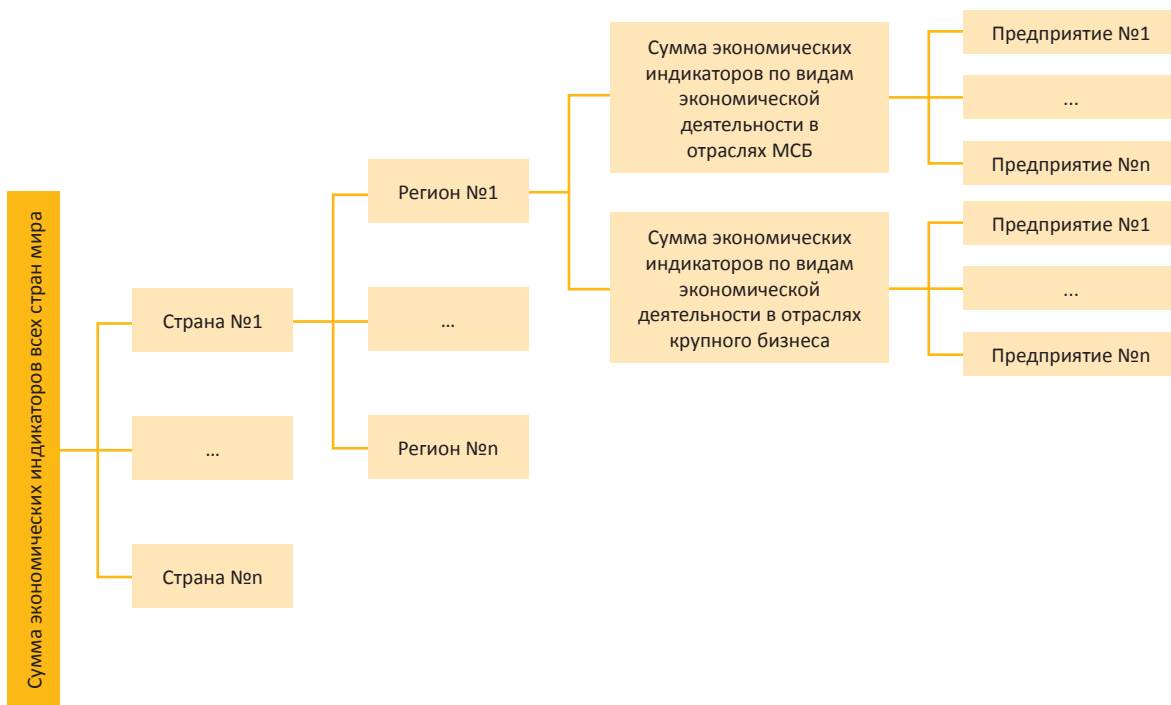 Сумма экономических индикаторов всех стран мира
Страна №1
...
Страна №n
Регион №1
...
Регион №n
Сумма экономических
индикаторов по видам
экономической
деятельности в
отраслях МСБ
Сумма экономических
индикаторов по видам
экономической
деятельности в отраслях
крупного бизнеса
Предприятие №1
...
Предприятие №n
Предприятие №1
...
Предприятие №n